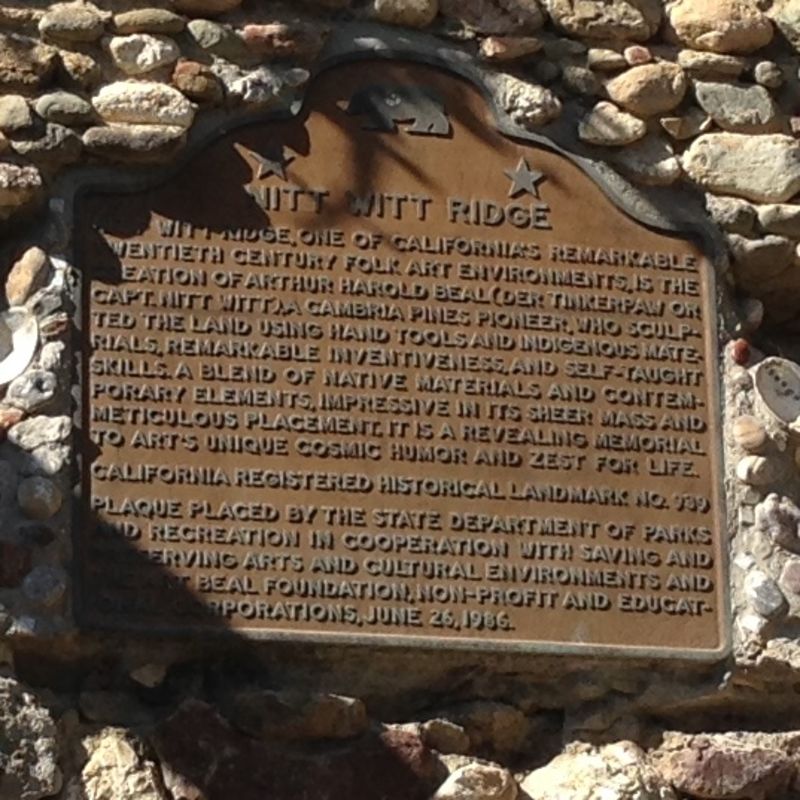 NITT WITT RIDGE
WITT RIDGE, ONE OF CALIFORNIA'S REMARKABLE
TWENTIETH CENTURY FOLK ART ENVIRONMENTS, IS THE
CREATION OF ARTHUR HAROLD BEAL (DER TINKERPAW OR
CAPT. NITT WITT), A CAMBRIA PINES PIONEER, WHO SCULP-
TED THE LAND USING HAND TOOLS AND INDIGENOUS MATE-
RIALS, REMARKABLE INVENTIVENESS, AND SELF-TAUGHT
SKILLS. A BLEND OF NATIVE MATERIALS AND CONTEM-
PORARY ELEMENTS, IMPRESSIVE IN ITS SHEER MASS AND
METICULOUS PLACEMENT, IT IS A REVEALING MEMORIAL
TO ART'S UNIQUE COSMIC HUMOR AND ZEST FOR LIFE.
CALIFORNIA REGISTERED HISTORICAL LANDMARK NO. 939
PLAQUE PLACED BY THE STATE DEPARTMENT OF PARKS
AND RECREATION IN COOPERATION WITH SAVING AND
PRESERVING ARTS AND CULTURAL ENVIRONMENTS AND
ART BEAL FOUNDATION, NON-PROFIT AND EDUCAT-
IONAL CORPORATIONS, JUNE 26, 1986.